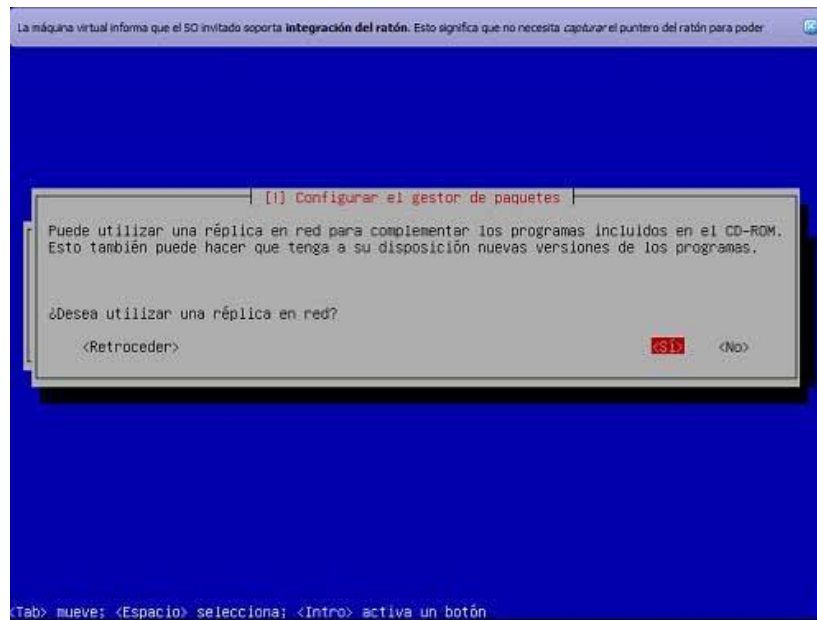 La máquina virtual informa que el SO invitado soporta integración del ratón. Esto significa que no necesita capturar el puntero del ratón para poder
[!] Configurar el gestor de paquetes
Puede utilizar una réplica en red para complementar los programas incluidos en el CD-ROM.
Esto también puede hacer que tenga a su disposición nuevas versiones de los programas.
¿Desea utilizar una réplica en red?
<Retroceder> <Sí> <No>
<Tab> mueve; <Espacio> selecciona; <Intro> activa un botón